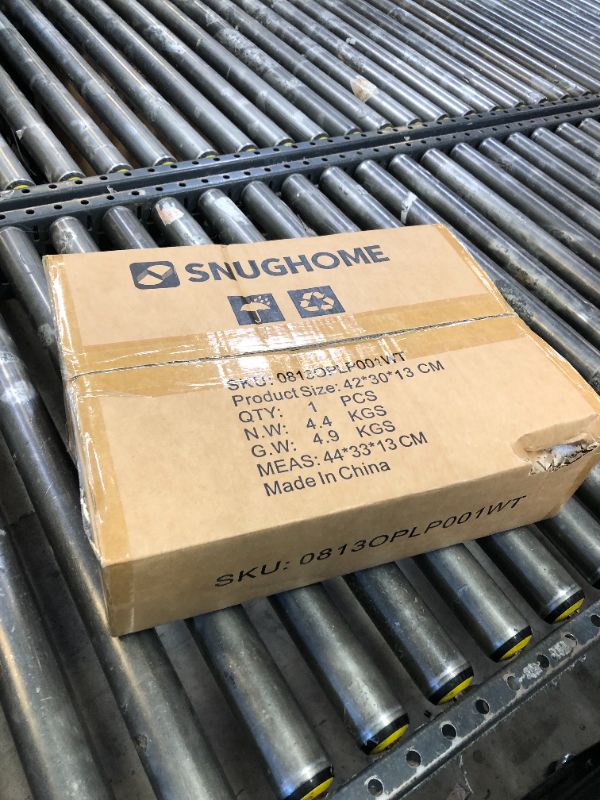 SNUGHOME
SKU: 0813OPLP001WT
Product Size: 42*30*13 CM
QTY: 1 PCS
N.W: 4.4 KGS
G.W: 4.9 KGS
MEAS: 44*33*13 CM
Made In China
SKU: 0813OPLP001WT